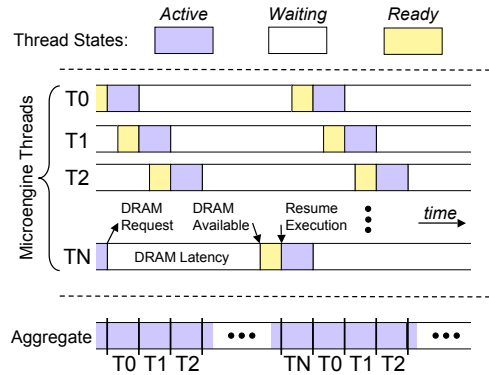 Active Waiting Ready
Thread States:
Microengine Threads
T0
T1
T2
DRAM Request
DRAM Available
Resume Execution
time
TN
DRAM Latency
Aggregate
T0 T1 T2 TN T0 T1 T2